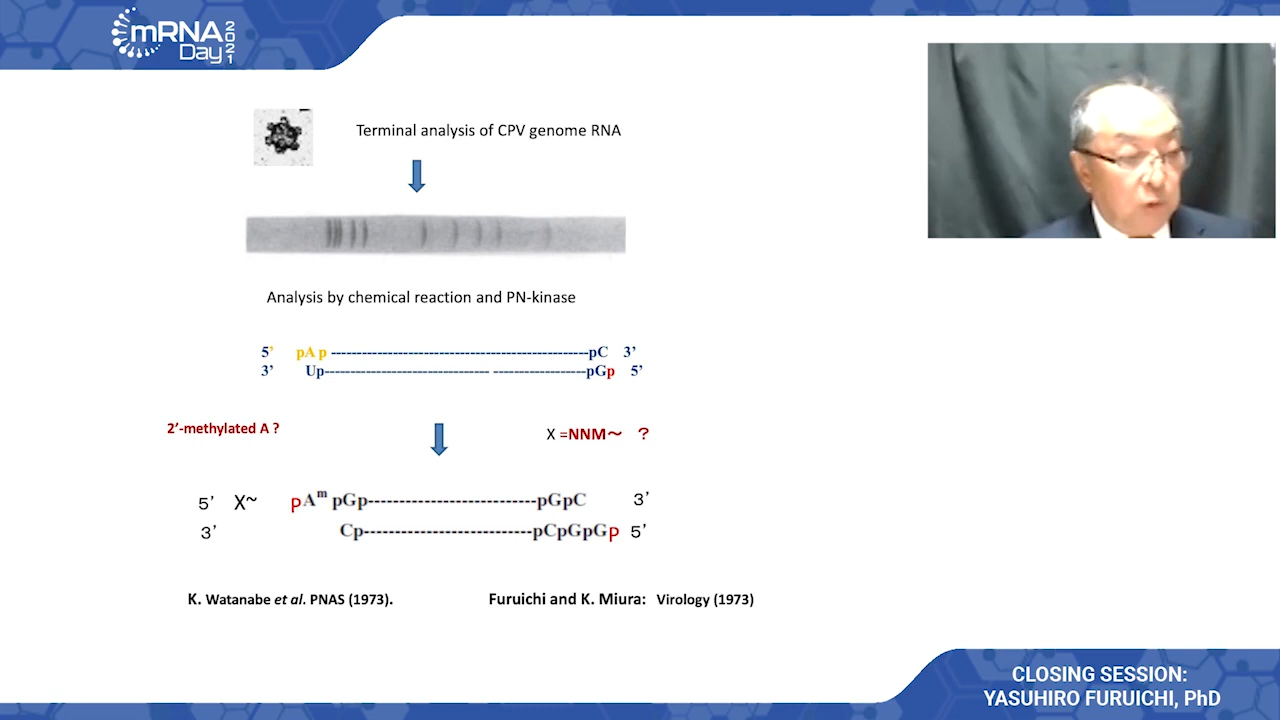 mRNA
Day
2021
Terminal analysis of CPV genome RNA
Analysis by chemical reaction and PN-kinase
5’ pA p -----------------------------------------------------pC 3’
3’ Up---------------------------------- -------------------pGp 5’
2’-methylated A ?
X =NNM～ ？
5’ X~ pAᵐ pGp----------------------------pGpC 3’
3’ Cp----------------------------pCpGpGp 5’
K. Watanabe et al. PNAS (1973).
Furuichi and K. Miura: Virology (1973)
CLOSING SESSION:
YASUHIRO FURUICHI, PhD